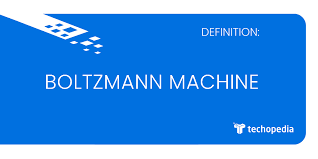 DEFINITION:
BOLTZMANN MACHINE
techopedia